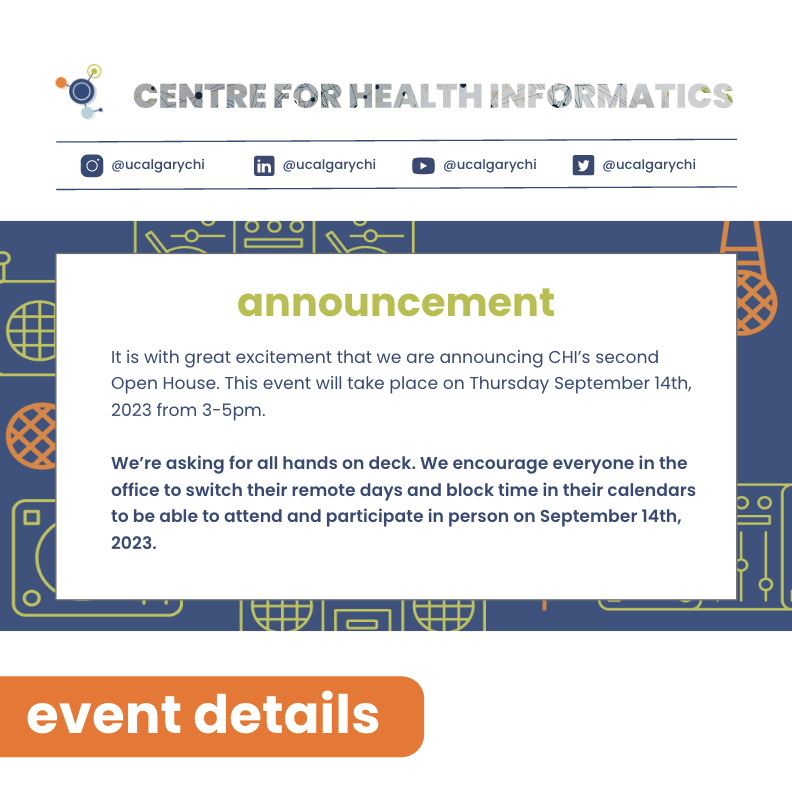 CENTRE FOR HEALTH INFORMATICS
@ucalgarychi @ucalgarychi @ucalgarychi @ucalgarychi
announcement
It is with great excitement that we are announcing CHI’s second
Open House. This event will take place on Thursday September 14th,
2023 from 3-5pm.
We’re asking for all hands on deck. We encourage everyone in the
office to switch their remote days and block time in their calendars
to be able to attend and participate in person on September 14th,
2023.
event details